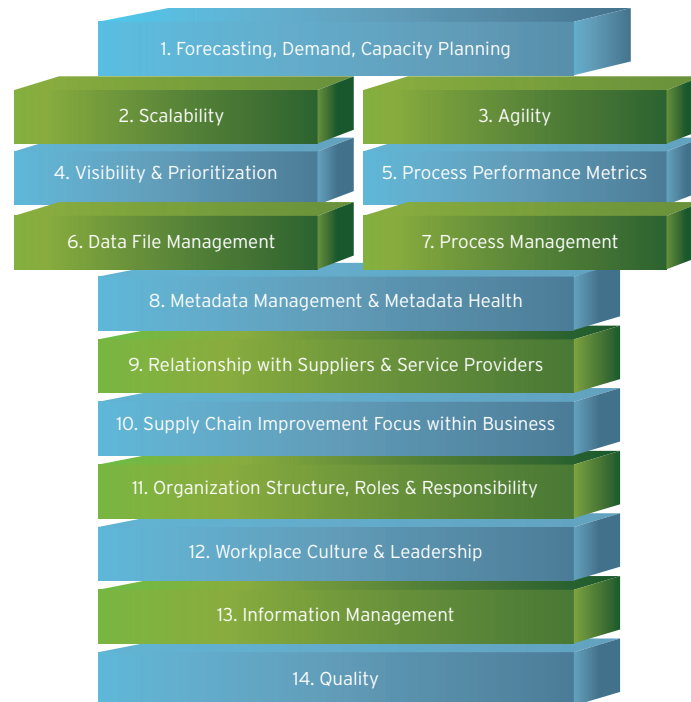 1. Forecasting, Demand, Capacity Planning
2. Scalability
3. Agility
4. Visibility & Prioritization
5. Process Performance Metrics
6. Data File Management
7. Process Management
8. Metadata Management & Metadata Health
9. Relationship with Suppliers & Service Providers
10. Supply Chain Improvement Focus within Business
11. Organization Structure, Roles & Responsibility
12. Workplace Culture & Leadership
13. Information Management
14. Quality